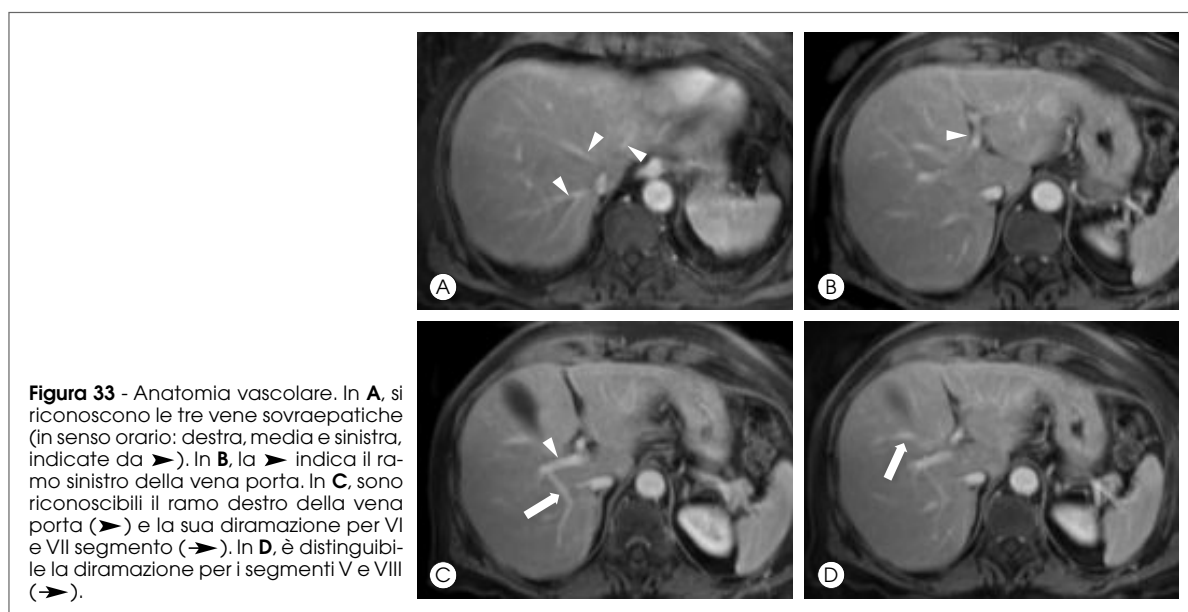 A
B
C
D
Figura 33 - Anatomia vascolare. In A, si
riconoscono le tre vene sovraepatiche
(in senso orario: destra, media e sinistra,
indicate da ➤). In B, la ➤ indica il ra-
mo sinistro della vena porta. In C, sono
riconoscibili il ramo destro della vena
porta (➤) e la sua diramazione per VI
e VII segmento (➔). In D, è distinguibi-
le la diramazione per i segmenti V e VIII
(➔).